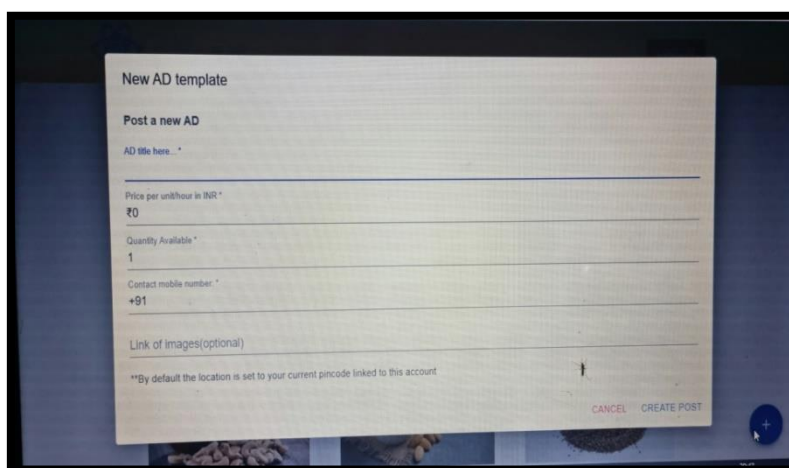 New AD template
Post a new AD
AD title here... *
Price per unit/hour in INR *
₹0
Quantity Available *
1
Contact mobile number: *
+91
Link of images(optional)
**By default the location is set to your current pincode linked to this account
CANCEL CREATE POST
+